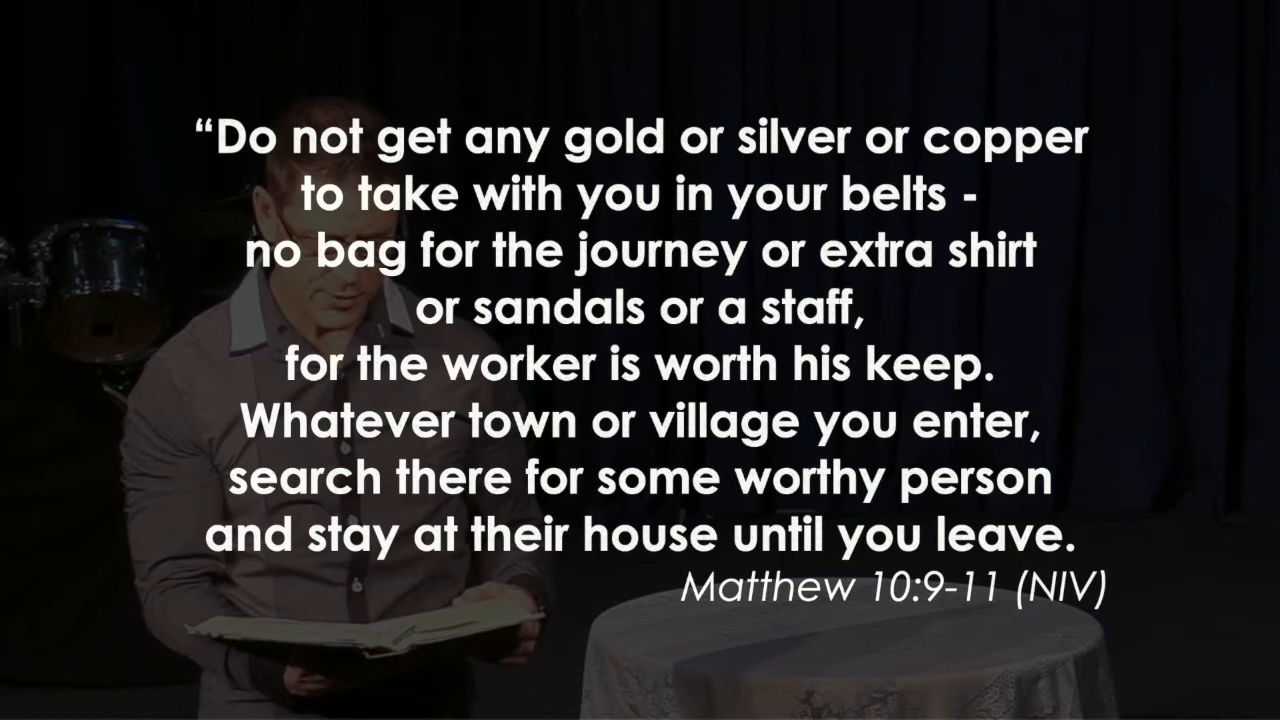 “Do not get any gold or silver or copper
to take with you in your belts -
no bag for the journey or extra shirt
or sandals or a staff,
for the worker is worth his keep.
Whatever town or village you enter,
search there for some worthy person
and stay at their house until you leave.
Matthew 10:9-11 (NIV)